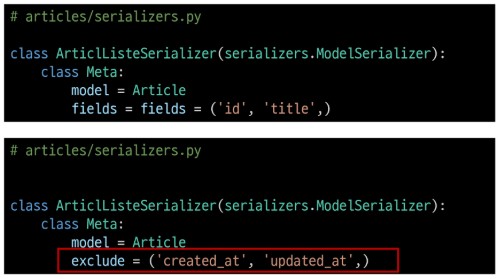 # articles/serializers.py
class ArticlListeSerializer(serializers.ModelSerializer):
class Meta:
model = Article
fields = fields = ('id', 'title',)
# articles/serializers.py
class ArticlListeSerializer(serializers.ModelSerializer):
class Meta:
model = Article
exclude = ('created_at', 'updated_at',)